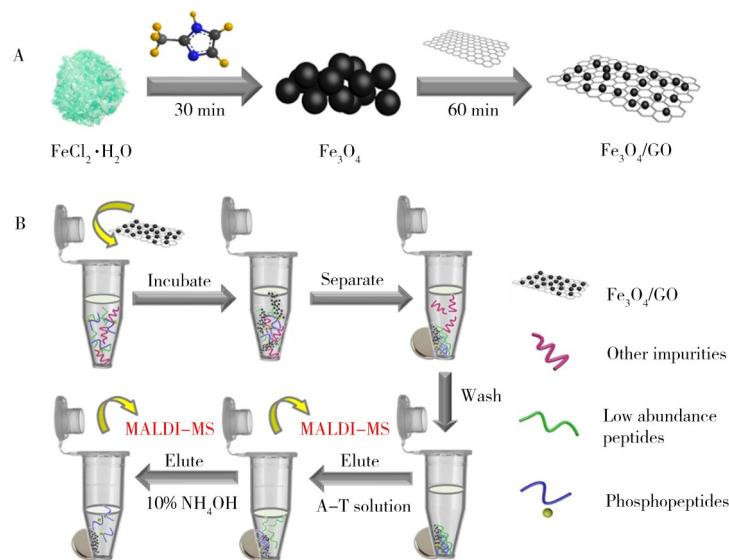 A
30 min
60 min
FeCl₂·H₂O
Fe₃O₄
Fe₃O₄/GO
B
Incubate
Separate
Fe₃O₄/GO
Other impurities
Wash
MALDI-MS
MALDI-MS
Low abundance
peptides
Elute
Elute
10% NH₄OH
A-T solution
Phosphopeptides